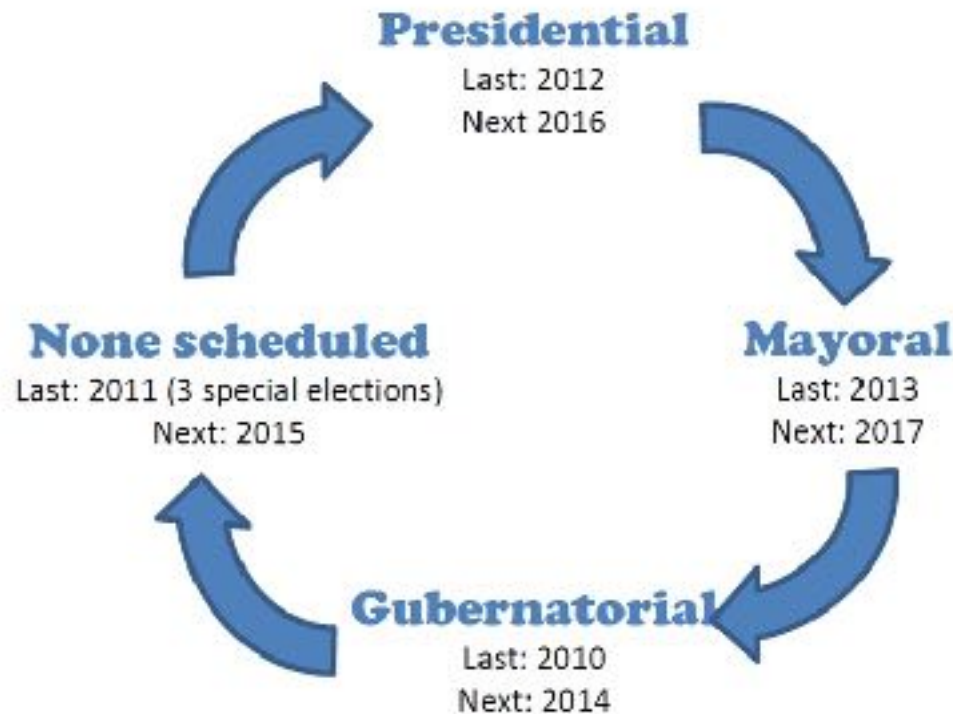 Presidential
Last: 2012
Next 2016
Mayoral
Last: 2013
Next: 2017
Gubernatorial
Last: 2010
Next: 2014
None scheduled
Last: 2011 (3 special elections)
Next: 2015